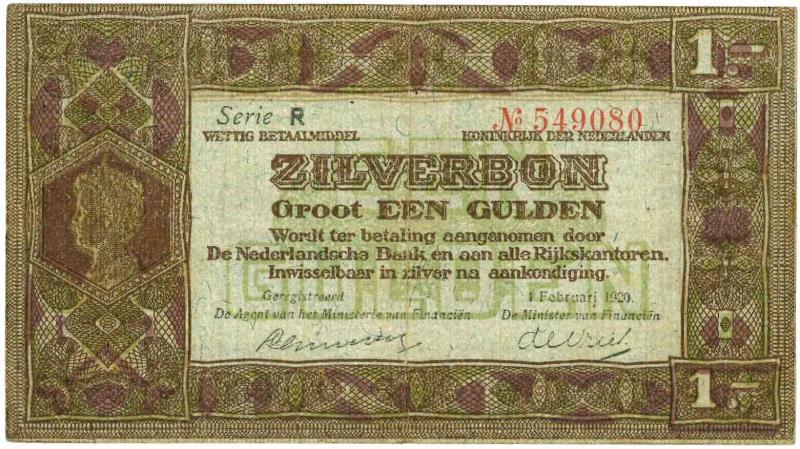 1.-
Serie R № 549080
WETTIG BETAALMIDDEL KONINKRIJK DER NEDERLANDEN
ZILVERBON
Groot EEN GULDEN
Wordt ter betaling aangenomen door
De Nederlandsche Bank en aan alle Rijkskantoren.
Inwisselbaar in zilver na aankondiging.
Geregistreerd 1 Februari 1920.
De Agent van het Ministerie van Financiën De Minister van Financiën
de Vries
1.-